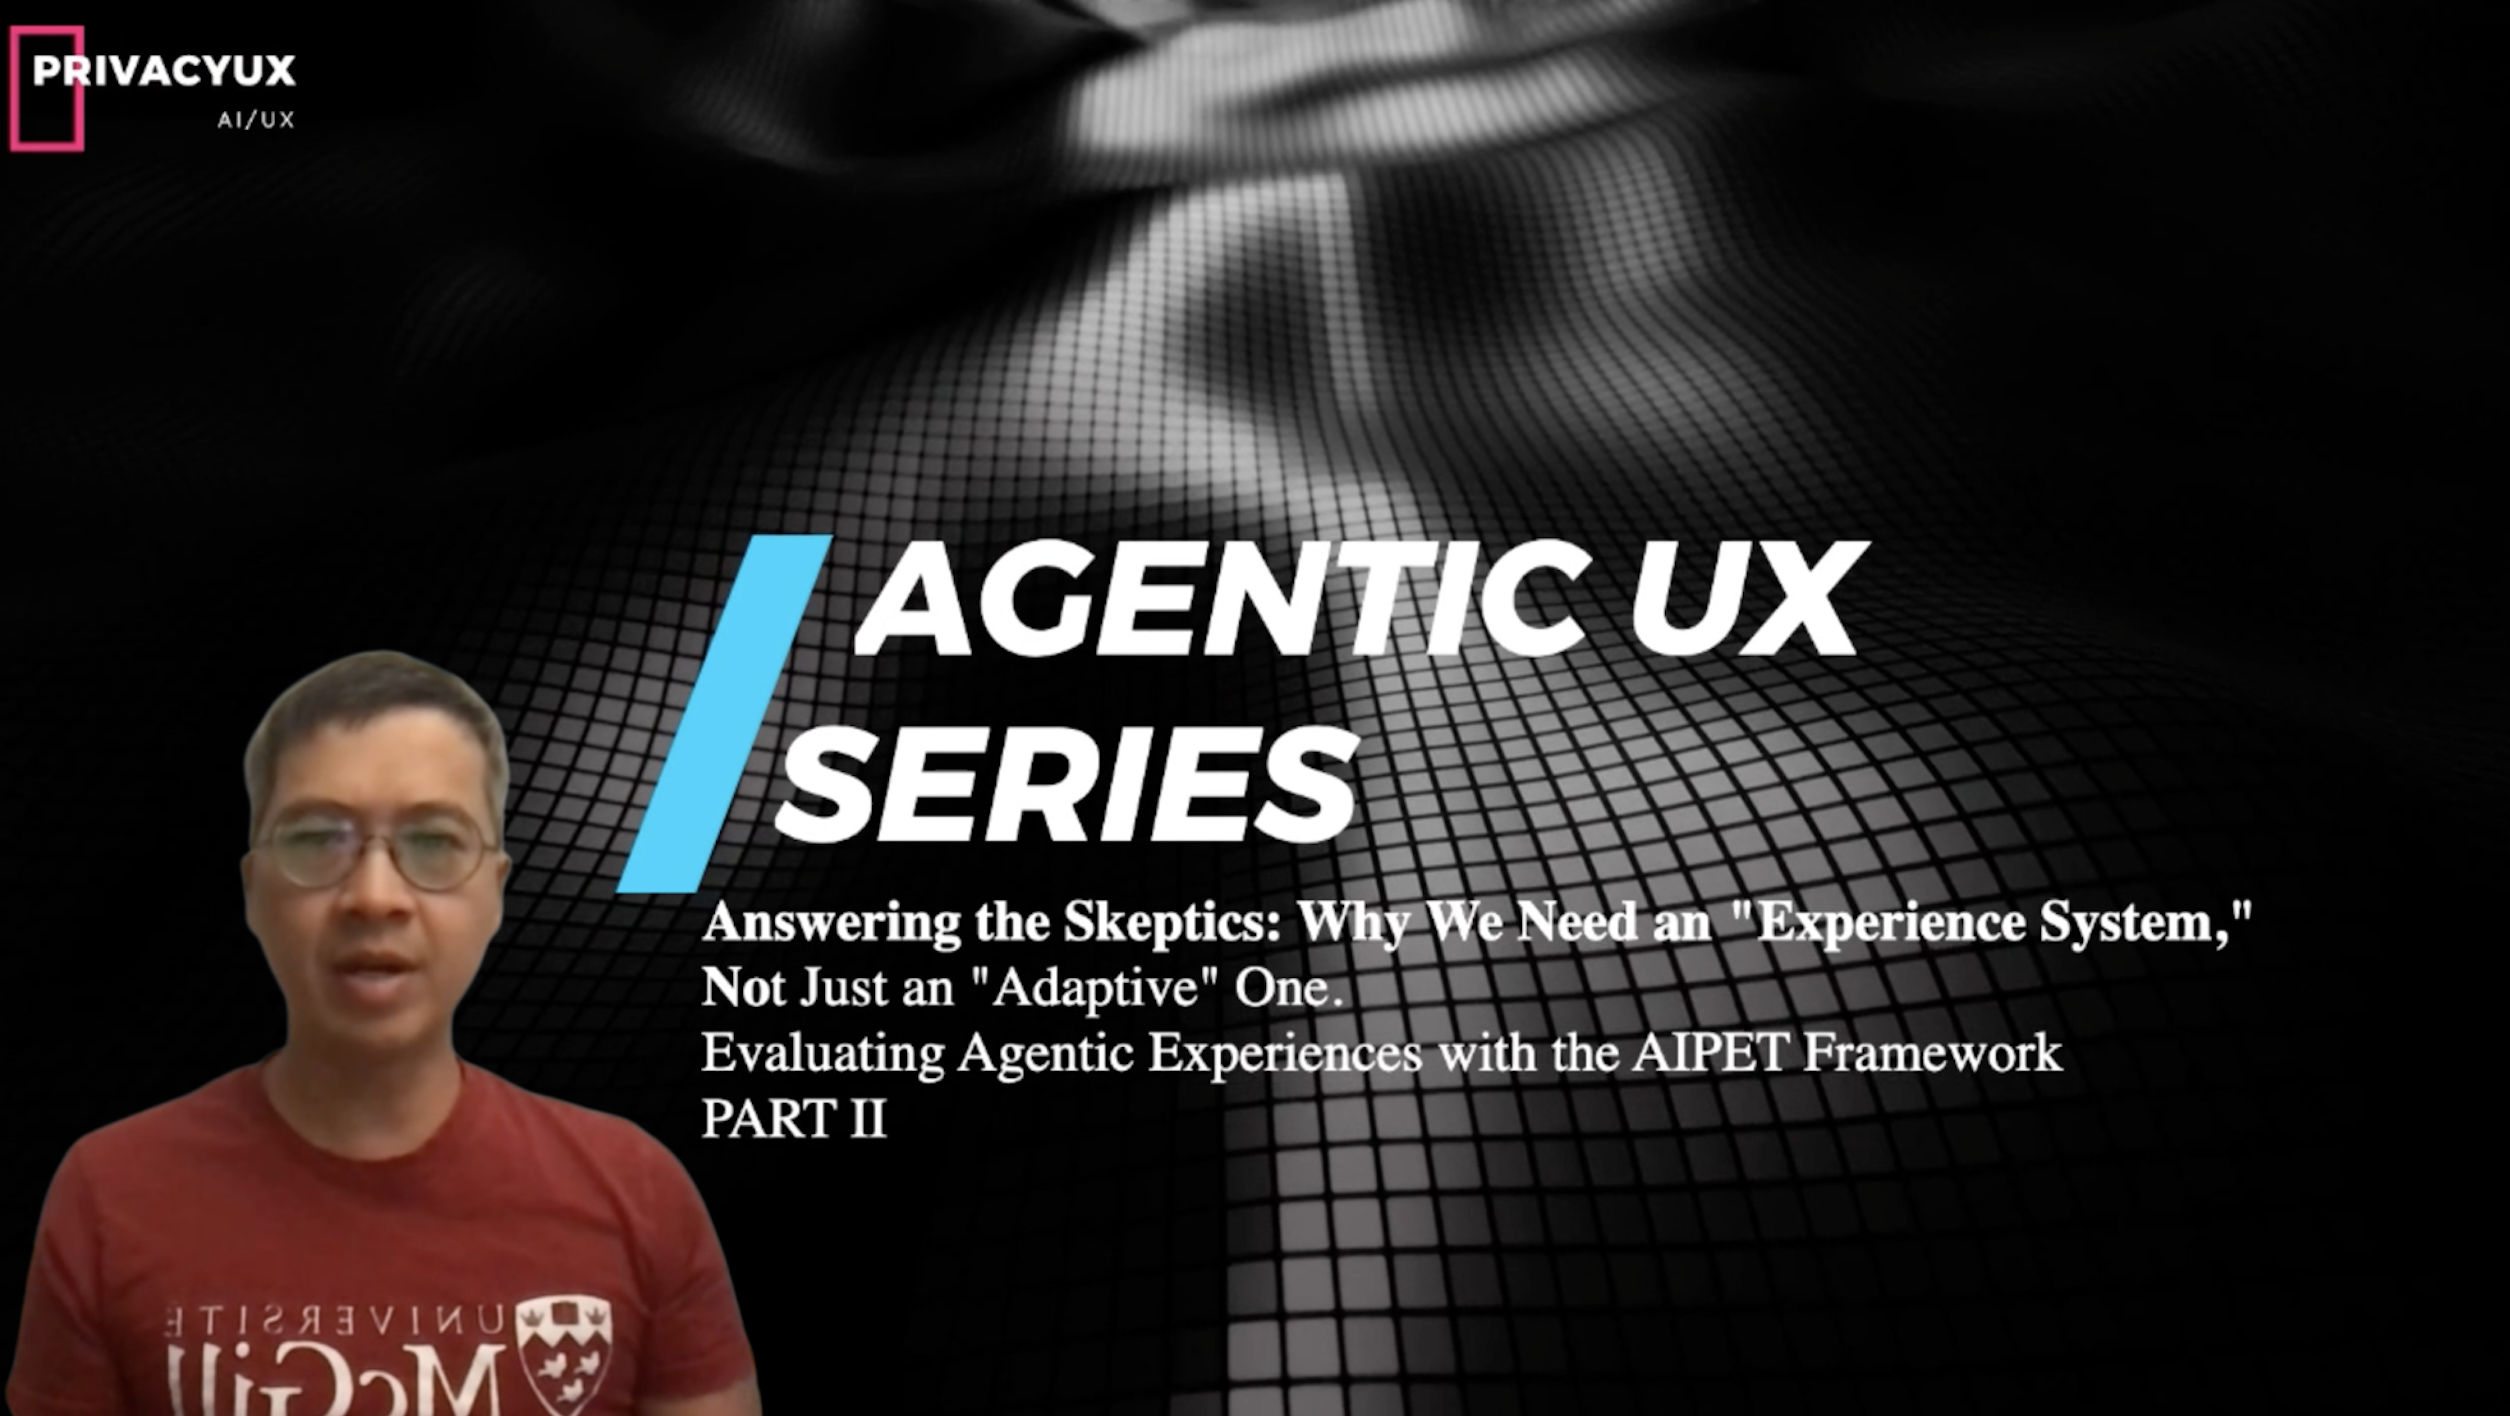 PRIVACYUX
AI/UX
AGENTIC UX
SERIES
Answering the Skeptics: Why We Need an "Experience System,"
Not Just an "Adaptive" One.
Evaluating Agentic Experiences with the AIPET Framework
PART II
UNIVERSITE
McGill